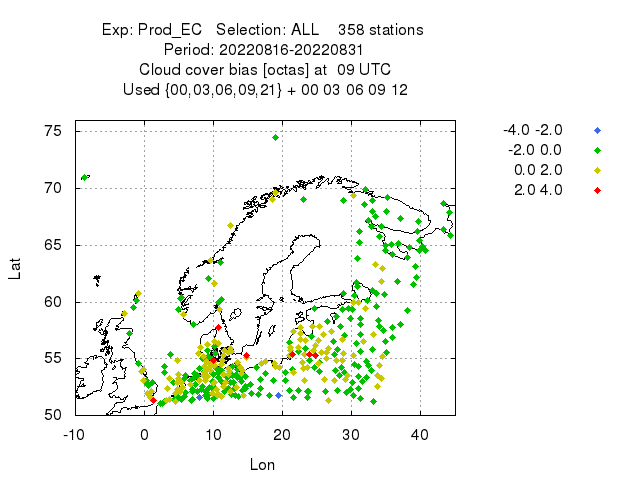 Exp: Prod_EC   Selection: ALL    358 stations
Period: 20220816-20220831
Cloud cover bias [octas] at  09 UTC
Used {00,03,06,09,21} + 00 03 06 09 12
75
70
65
60
55
50
Lat
-10 0 10 20 30 40
Lon
-4.0 -2.0
-2.0 0.0
0.0 2.0
2.0 4.0